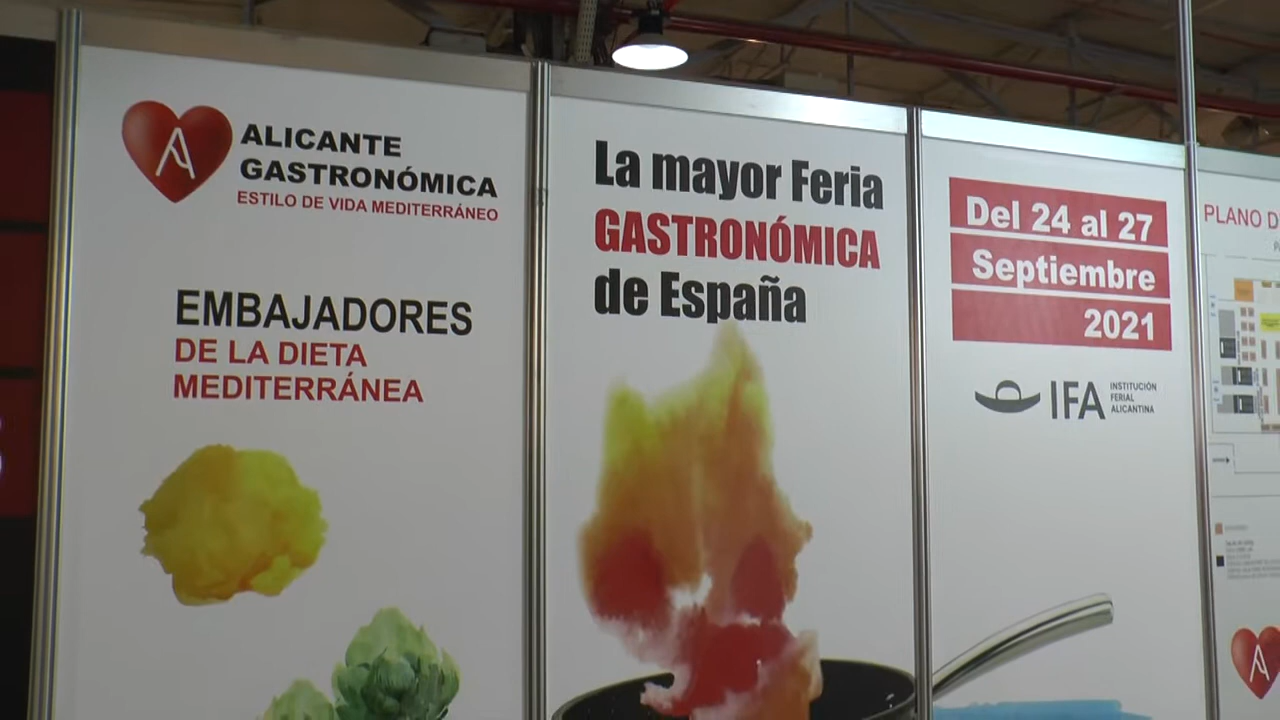 ALICANTE
GASTRONÓMICA
ESTILO DE VIDA MEDITERRÁNEO
EMBAJADORES
DE LA DIETA
MEDITERRÁNEA
La mayor Feria
GASTRONÓMICA
de España
Del 24 al 27
Septiembre
2021
IFA
INSTITUCIÓN
FERIAL
ALICANTINA
PLANO D